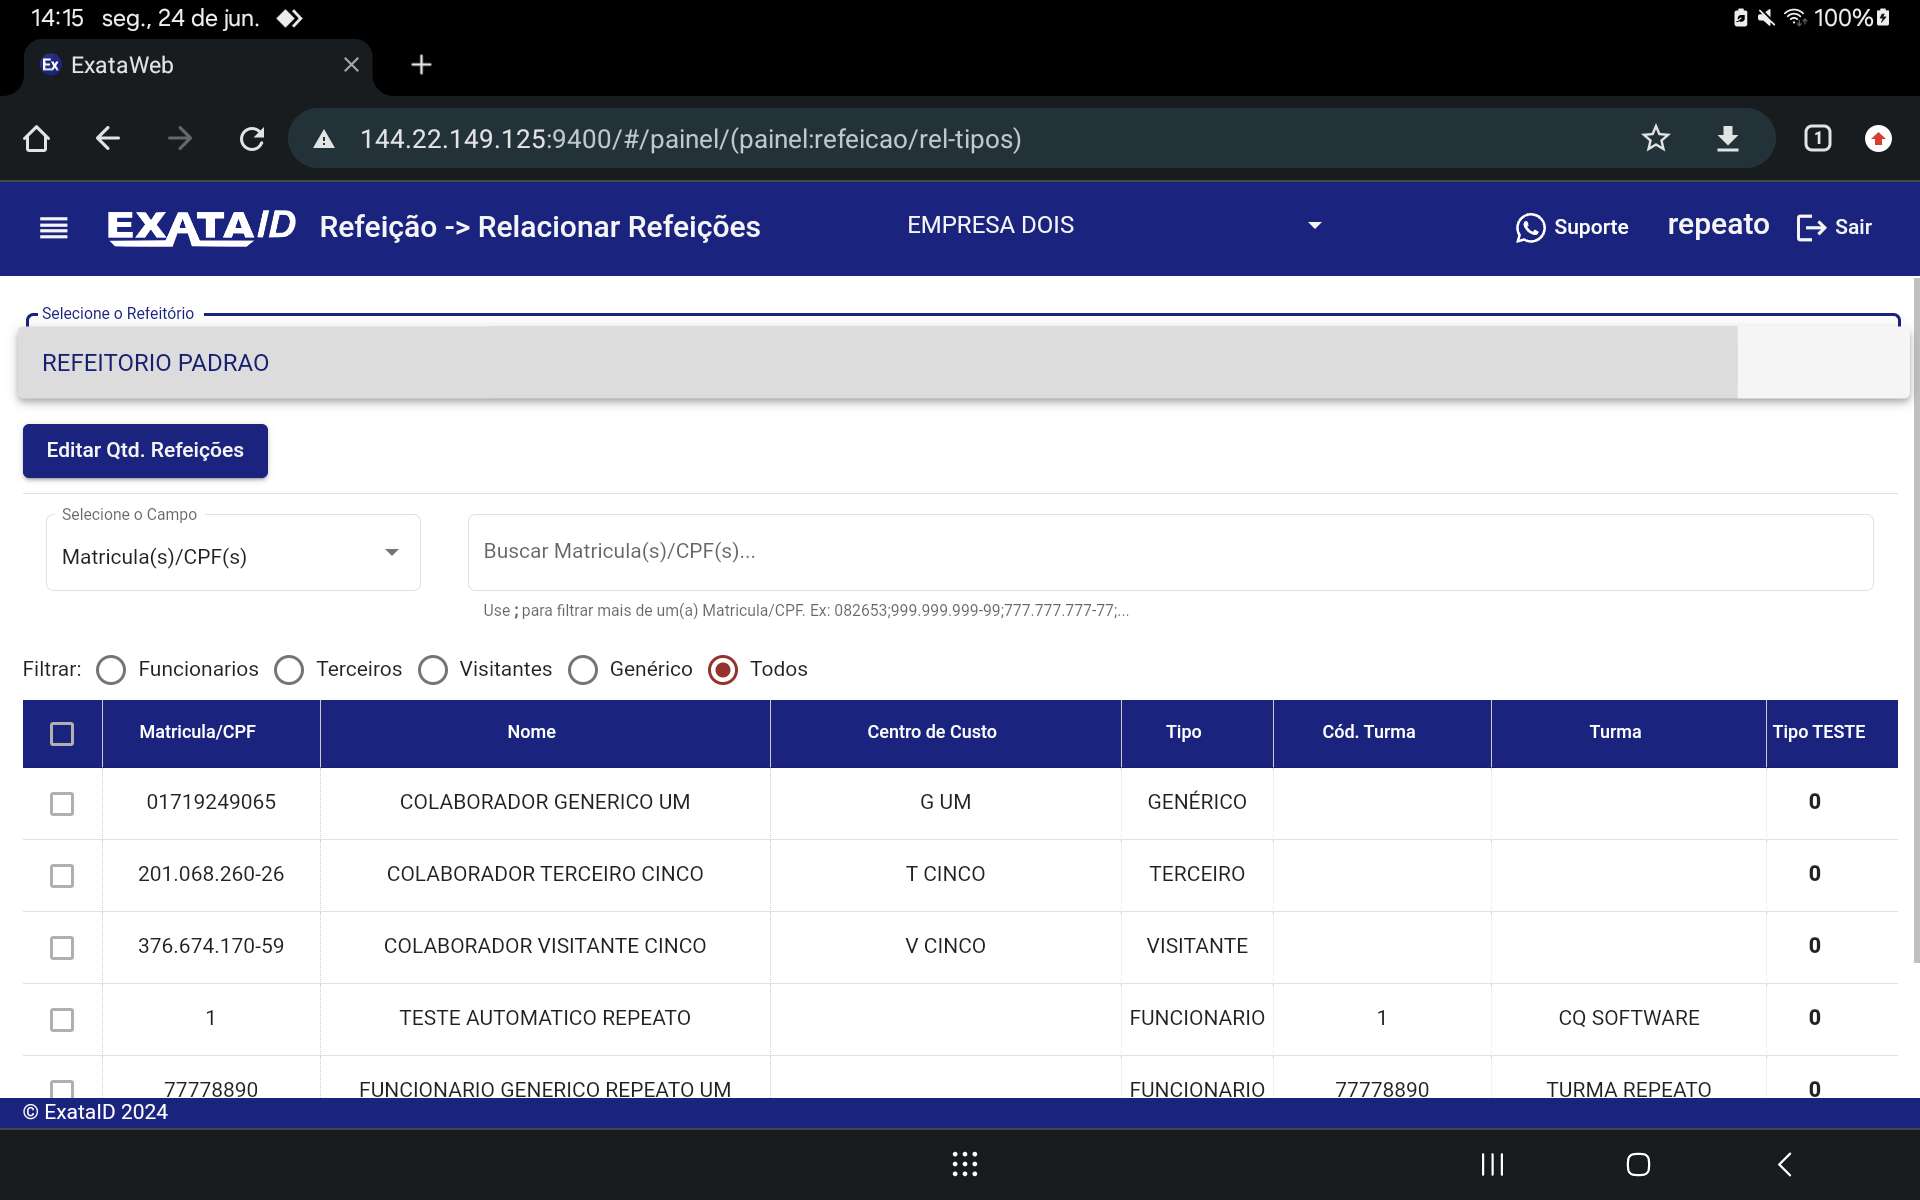 14:15 seg., 24 de jun. 100%
Ex ExataWeb
144.22.149.125:9400/#/painel/(painel:refeicao/rel-tipos) 1
EXATAID Refeição -> Relacionar Refeições EMPRESA DOIS Suporte repeato Sair
Selecione o Refeitório
REFEITORIO PADRAO
Editar Qtd. Refeições
Selecione o Campo
Matricula(s)/CPF(s) Buscar Matricula(s)/CPF(s)...
Use ; para filtrar mais de um(a) Matricula/CPF. Ex: 082653;999.999.999-99;777.777.777-77;...
Filtrar: Funcionarios Terceiros Visitantes Genérico Todos
Matricula/CPF Nome Centro de Custo Tipo Cód. Turma Turma Tipo TESTE
01719249065 COLABORADOR GENERICO UM G UM GENÉRICO 0
201.068.260-26 COLABORADOR TERCEIRO CINCO T CINCO TERCEIRO 0
376.674.170-59 COLABORADOR VISITANTE CINCO V CINCO VISITANTE 0
1 TESTE AUTOMATICO REPEATO FUNCIONARIO 1 CQ SOFTWARE 0
77778890 FUNCIONARIO GENERICO REPEATO UM FUNCIONARIO 77778890 TURMA REPEATO 0
© ExataID 2024